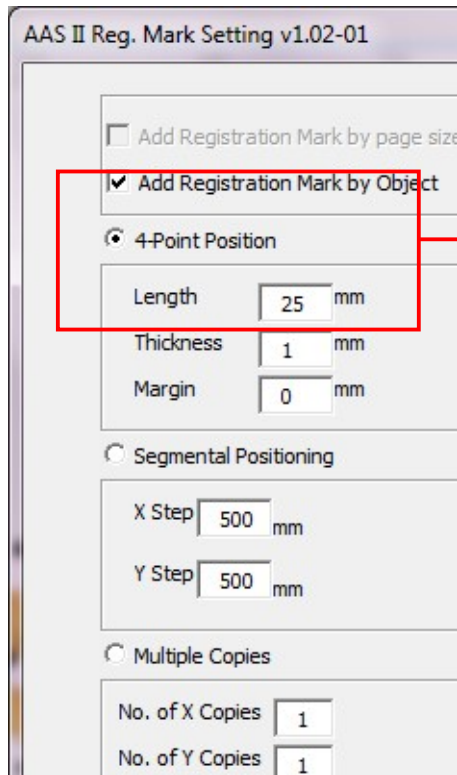 AAS II Reg. Mark Setting v1.02-01
Add Registration Mark by page size
Add Registration Mark by Object
4-Point Position
Length 25 mm
Thickness 1 mm
Margin 0 mm
Segmental Positioning
X Step 500 mm
Y Step 500 mm
Multiple Copies
No. of X Copies 1
No. of Y Copies 1